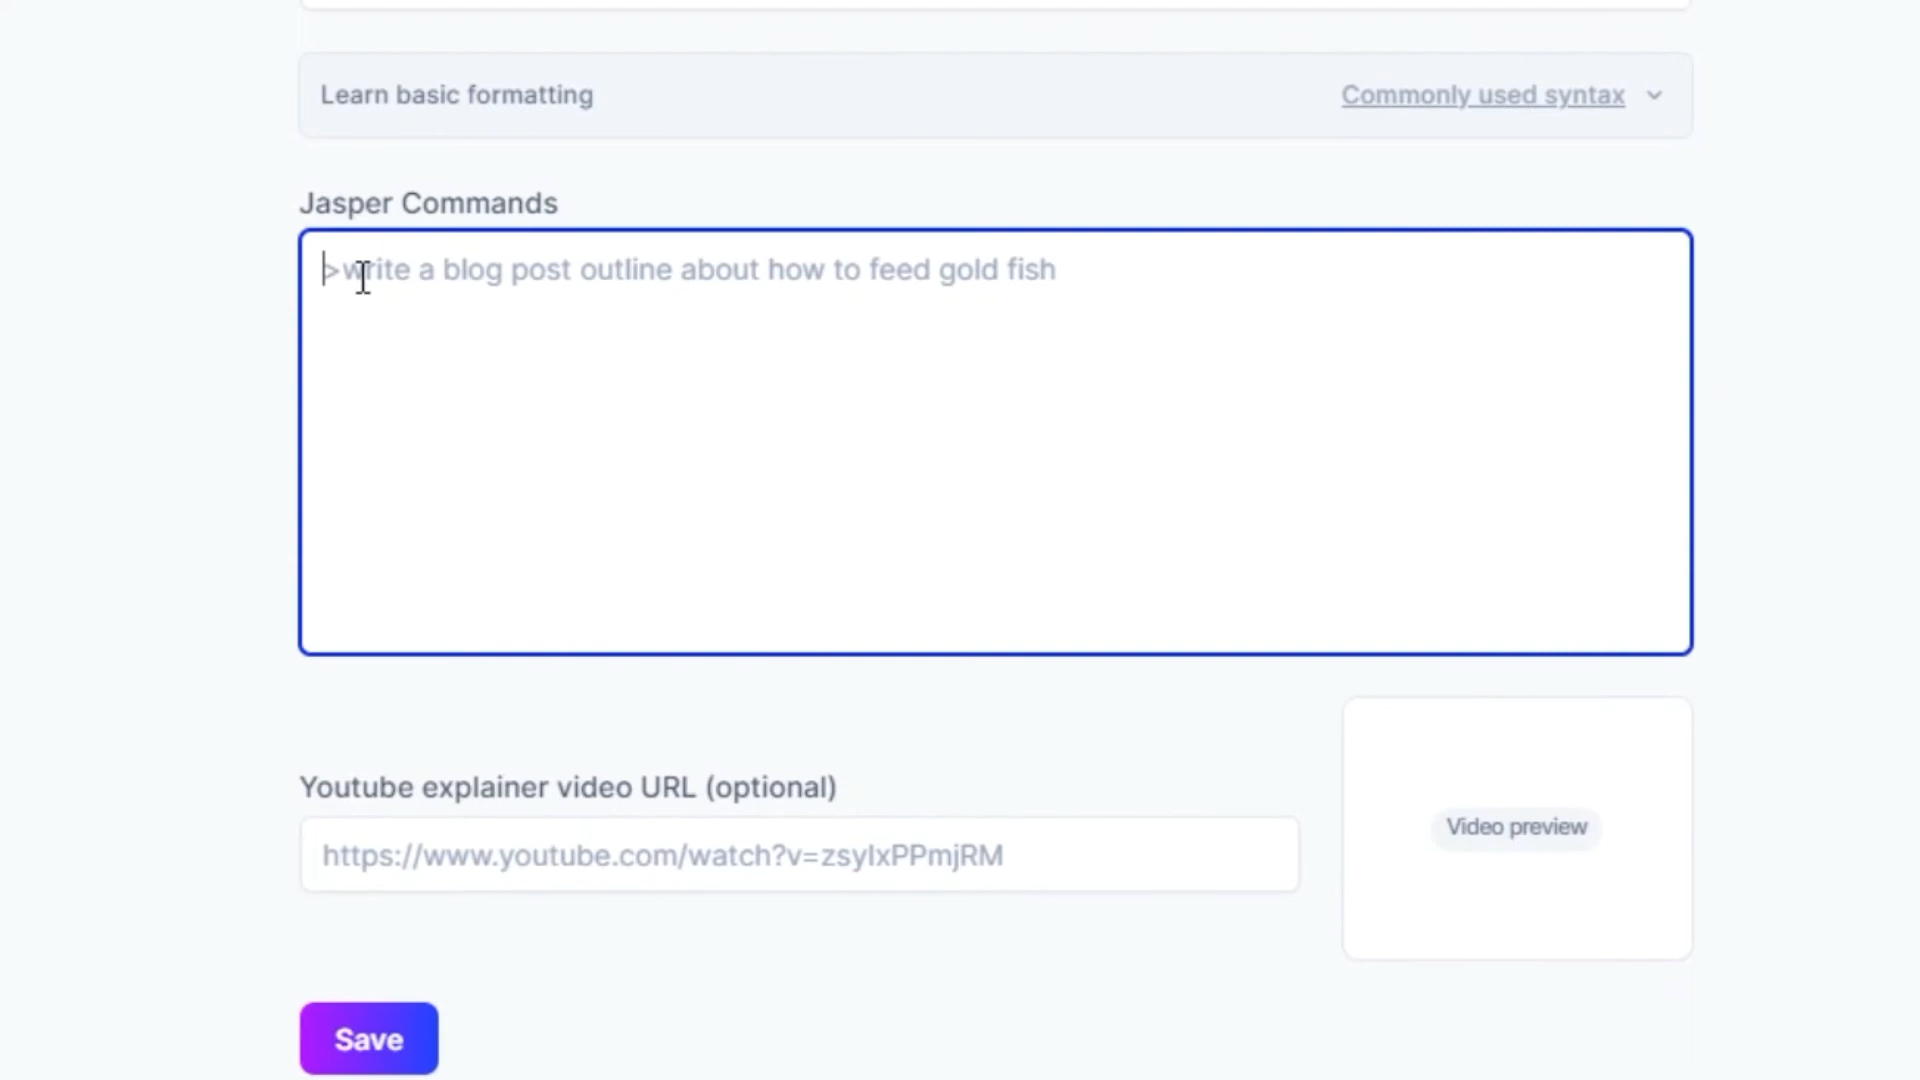 Learn basic formatting
Commonly used syntax
Jasper Commands
>write a blog post outline about how to feed gold fish
Youtube explainer video URL (optional)
https://www.youtube.com/watch?v=zsylxPPmjRM
Video preview
Save